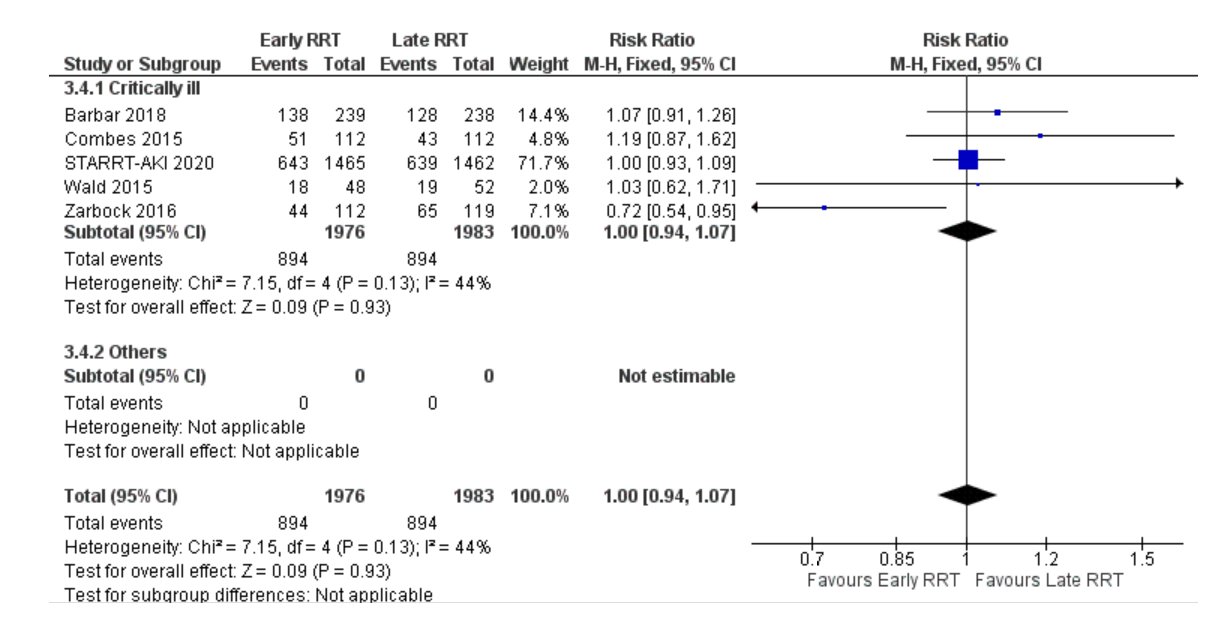 Early RRT Late RRT Risk Ratio Risk Ratio
Study or Subgroup Events Total Events Total Weight M-H, Fixed, 95% CI M-H, Fixed, 95% CI
3.4.1 Critically ill
Barbar 2018 138 239 128 238 14.4% 1.07 [0.91, 1.26]
Combes 2015 51 112 43 112 4.8% 1.19 [0.87, 1.62]
STARRT-AKI 2020 643 1465 639 1462 71.7% 1.00 [0.93, 1.09]
Wald 2015 18 48 19 52 2.0% 1.03 [0.62, 1.71]
Zarbock 2016 44 112 65 119 7.1% 0.72 [0.54, 0.95]
Subtotal (95% CI) 1976 1983 100.0% 1.00 [0.94, 1.07]
Total events 894 894
Heterogeneity: Chi² = 7.15, df = 4 (P = 0.13); I² = 44%
Test for overall effect: Z = 0.09 (P = 0.93)
3.4.2 Others
Subtotal (95% CI) 0 0 Not estimable
Total events 0 0
Heterogeneity: Not applicable
Test for overall effect: Not applicable
Total (95% CI) 1976 1983 100.0% 1.00 [0.94, 1.07]
Total events 894 894
Heterogeneity: Chi² = 7.15, df = 4 (P = 0.13); I² = 44%
Test for overall effect: Z = 0.09 (P = 0.93)
Test for subgroup differences: Not applicable
0.7 0.85 1 1.2 1.5
Favours Early RRT Favours Late RRT